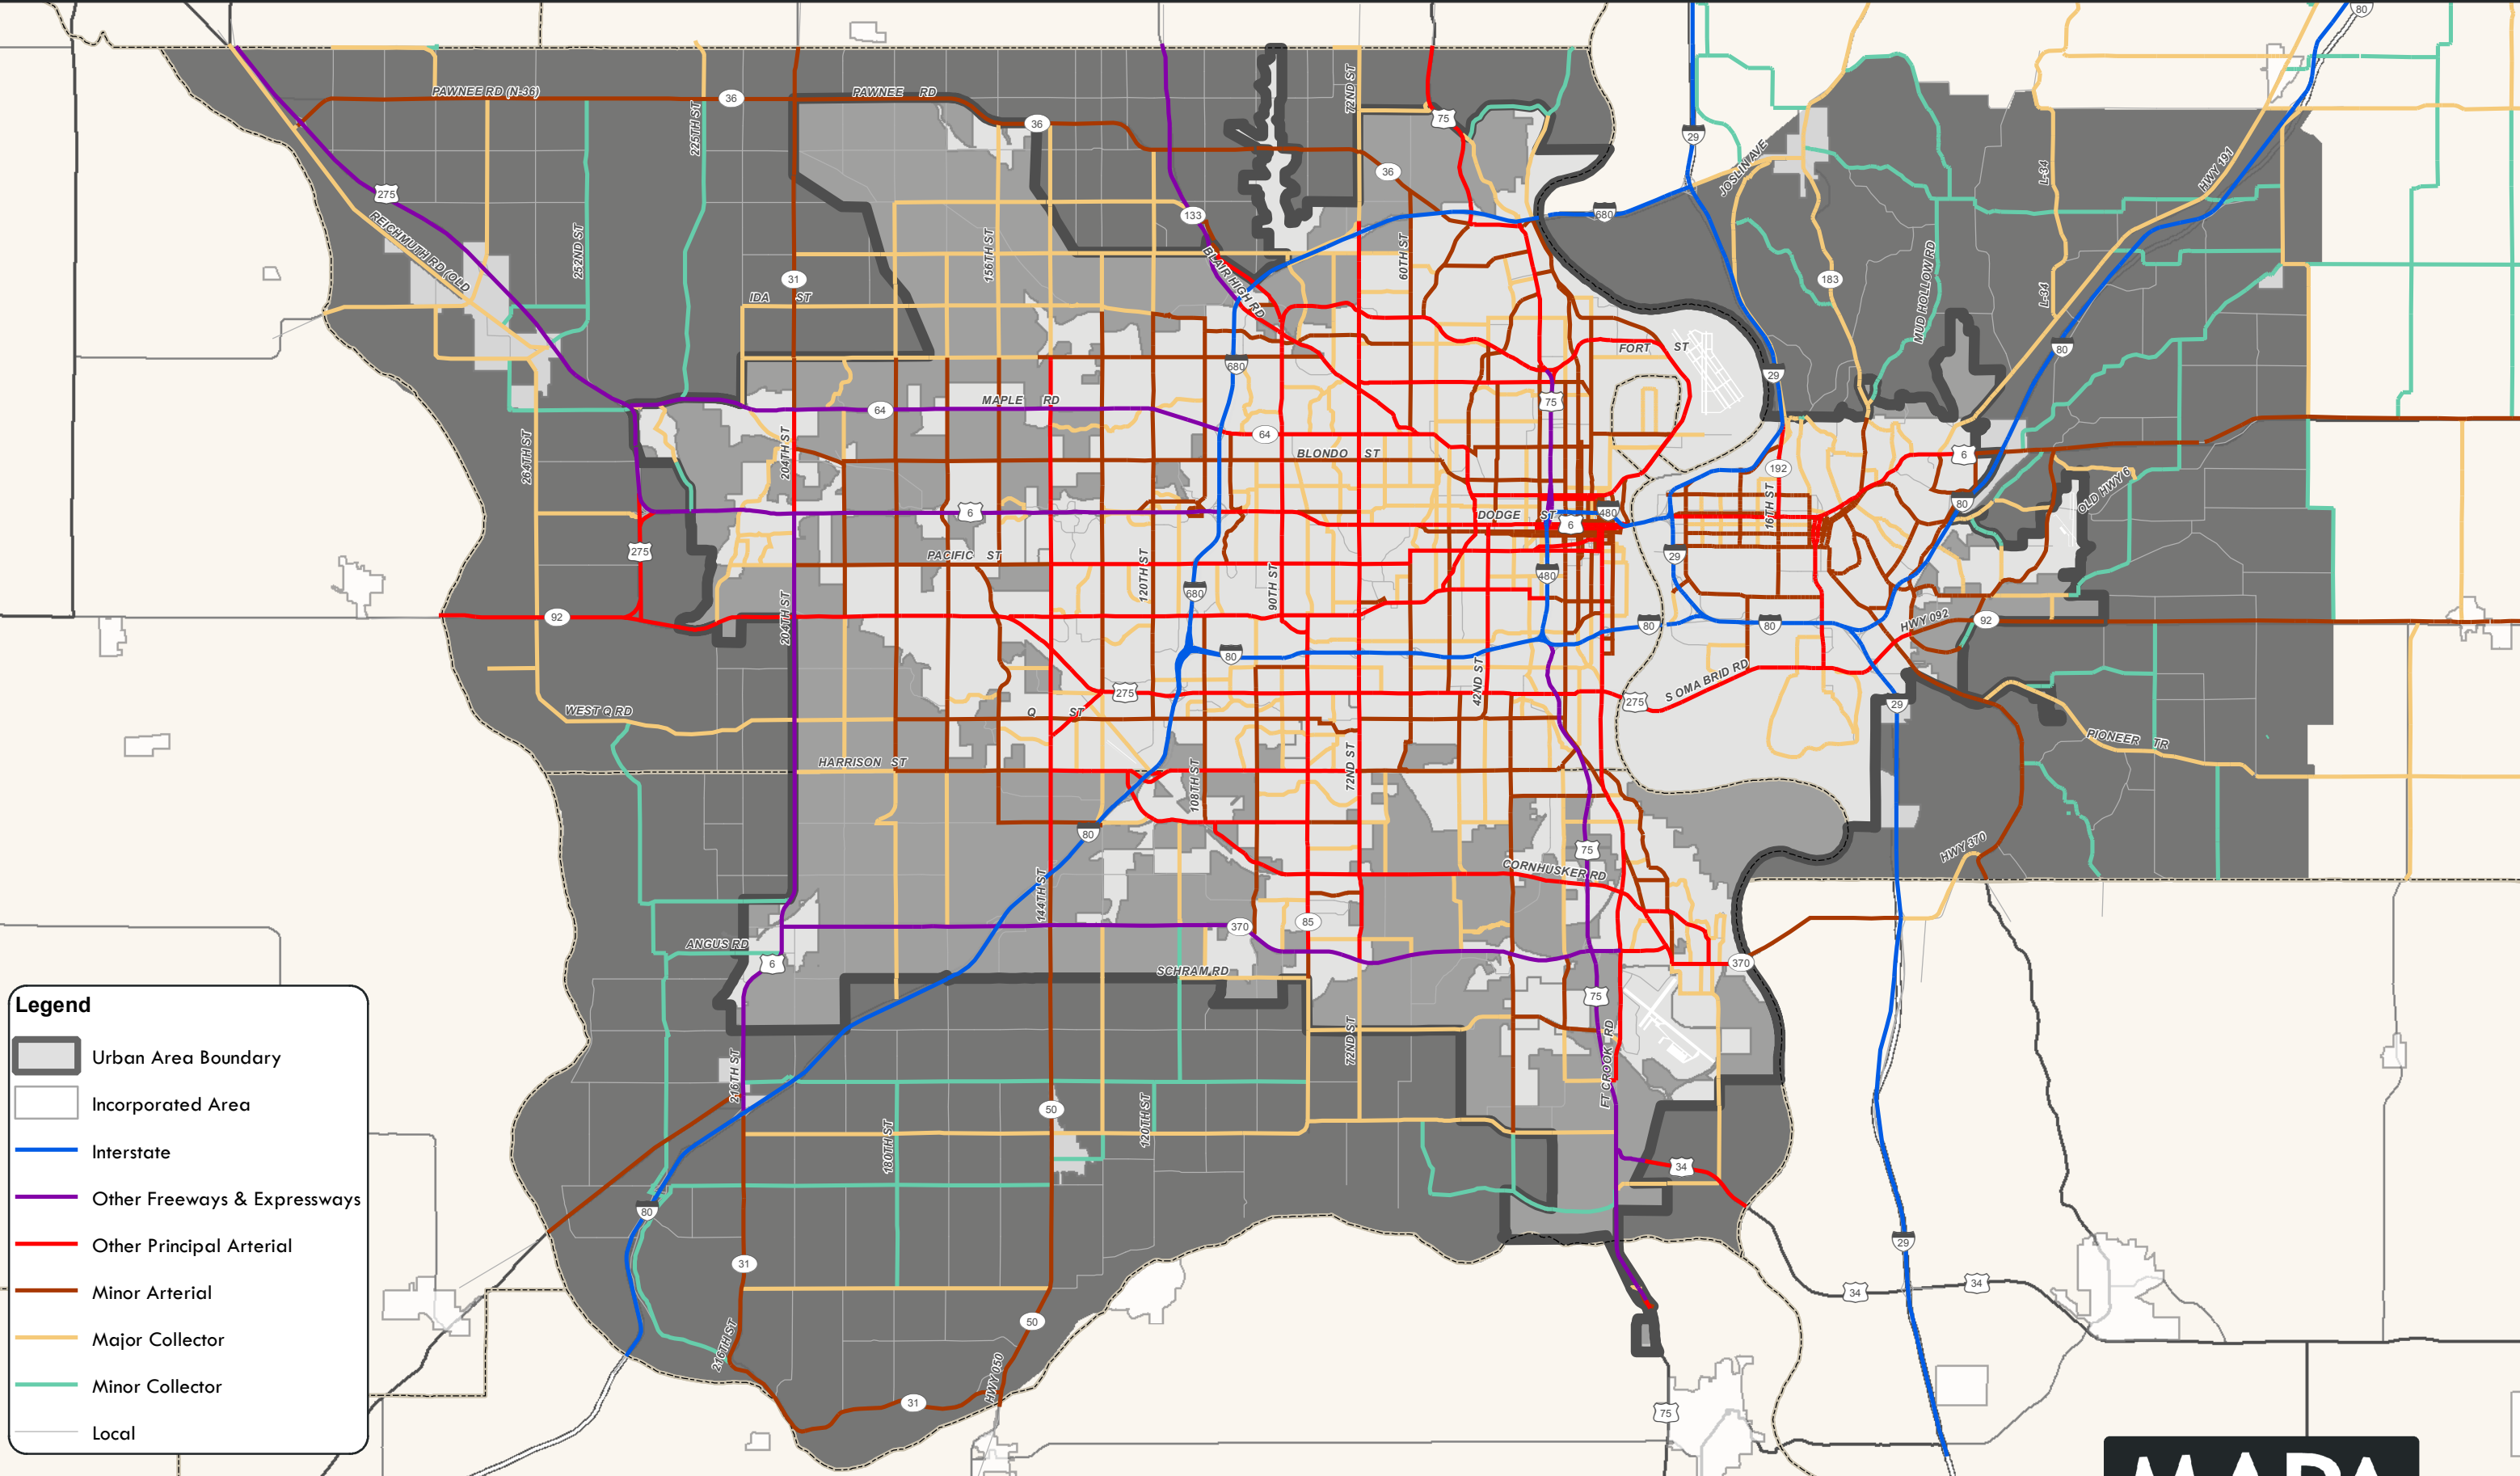 80
PAWNEE RD (N-36)
36
PAWNEE RD
36
72ND ST
75
29
225TH ST
JOSLIN AVE
L-34
HWY 191
36
275
133
680
REICHMUTH RD (OLD
252ND ST
156TH ST
BLAIR HIGH RD
60TH ST
31
183
MUD HOLLOW RD
L-34
IDA ST
FORT ST
680
29
80
64
MAPLE RD
75
64
264TH ST
204TH ST
BLONDO ST
192
6
OLD HWY 6
6
DODGE ST
6
480
16TH ST
80
275
PACIFIC ST
120TH ST
90TH ST
480
29
680
92
204TH ST
80
80
HWY 092
92
80
275
42ND ST
275
S OMA BRID RD
29
WEST Q RD
Q ST
PIONEER TR
HARRISON ST
108TH ST
72ND ST
80
75
HWY 370
CORNHUSKER RD
144TH ST
370
85
ANGUS RD
6
SCHRAM RD
370
75
Legend
Urban Area Boundary
Incorporated Area
Interstate
Other Freeways & Expressways
Other Principal Arterial
Minor Arterial
Major Collector
Minor Collector
Local
216TH ST
72ND ST
FT CROOK RD
50
180TH ST
120TH ST
34
80
29
31
34
34
50
216TH ST
HWY 050
31
75
MAPA